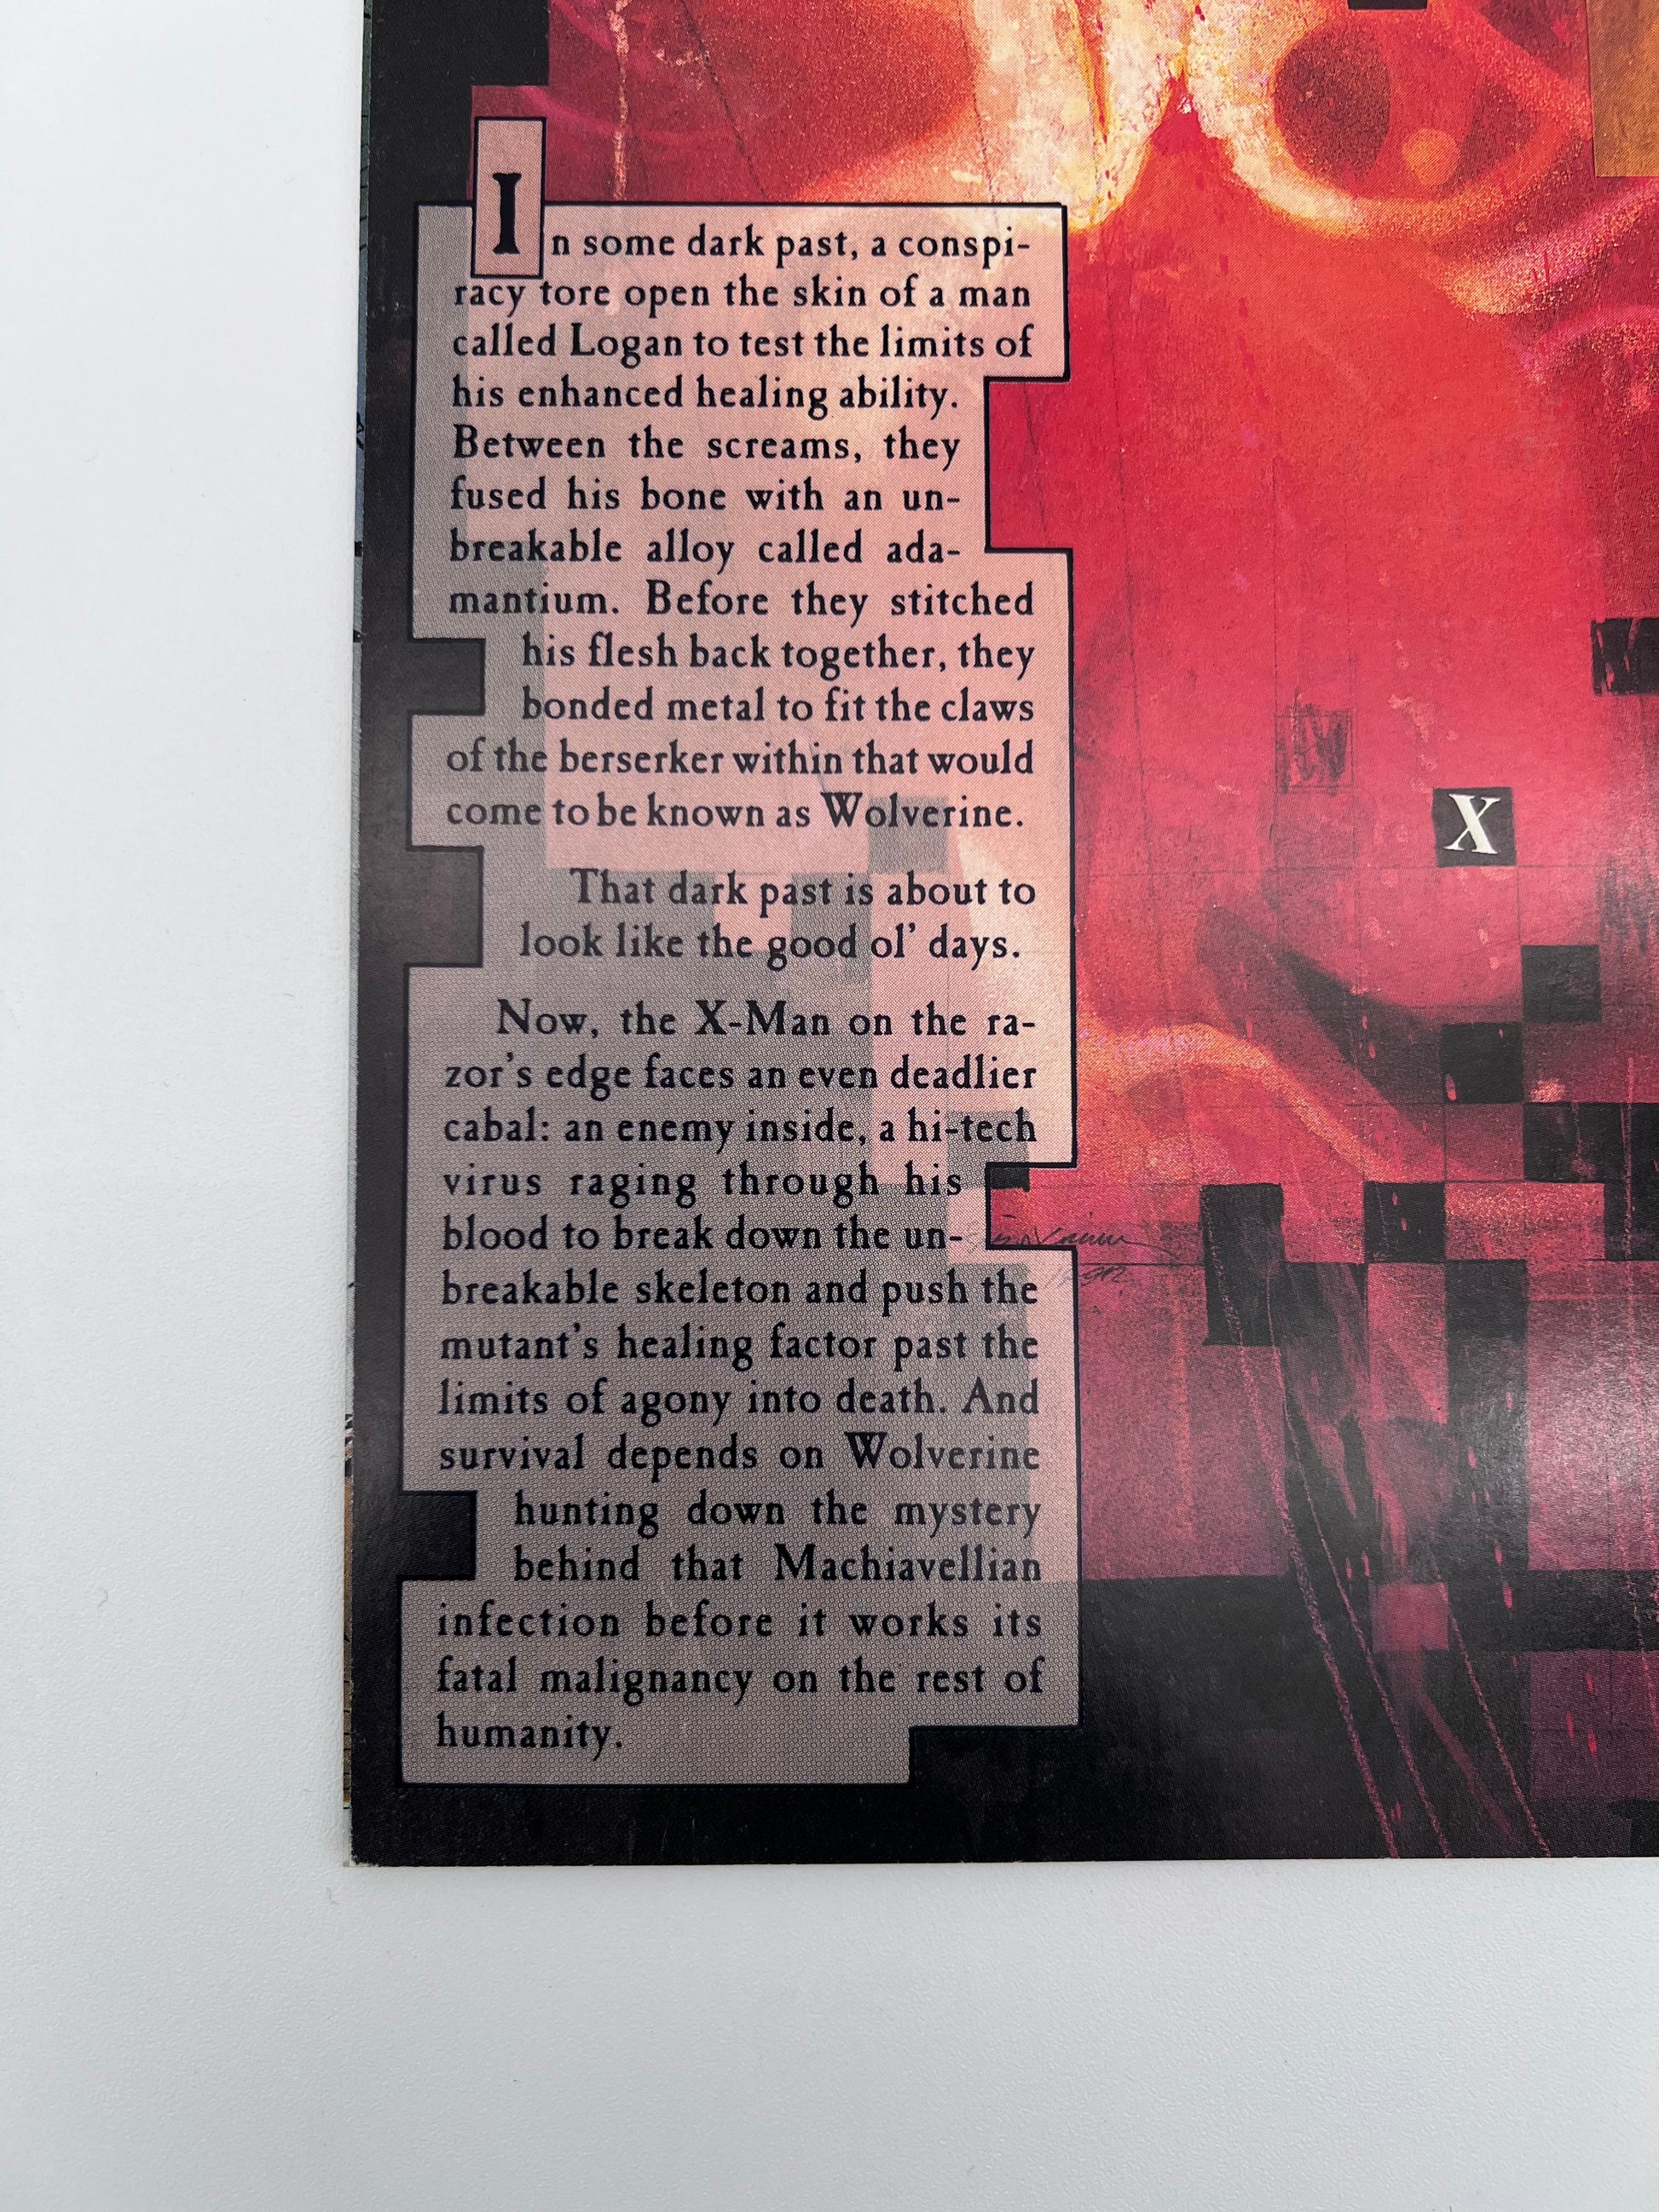 In some dark past, a conspi-
racy tore open the skin of a man
called Logan to test the limits of
his enhanced healing ability.
Between the screams, they
fused his bone with an un-
breakable alloy called ada-
mantium. Before they stitched
his flesh back together, they
bonded metal to fit the claws
of the berserker within that would
come to be known as Wolverine.
That dark past is about to
look like the good ol' days.
Now, the X-Man on the ra-
zor's edge faces an even deadlier
cabal: an enemy inside, a hi-tech
virus raging through his
blood to break down the un-
breakable skeleton and push the
mutant's healing factor past the
limits of agony into death. And
survival depends on Wolverine
hunting down the mystery
behind that Machiavellian
infection before it works its
fatal malignancy on the rest of
humanity.
X